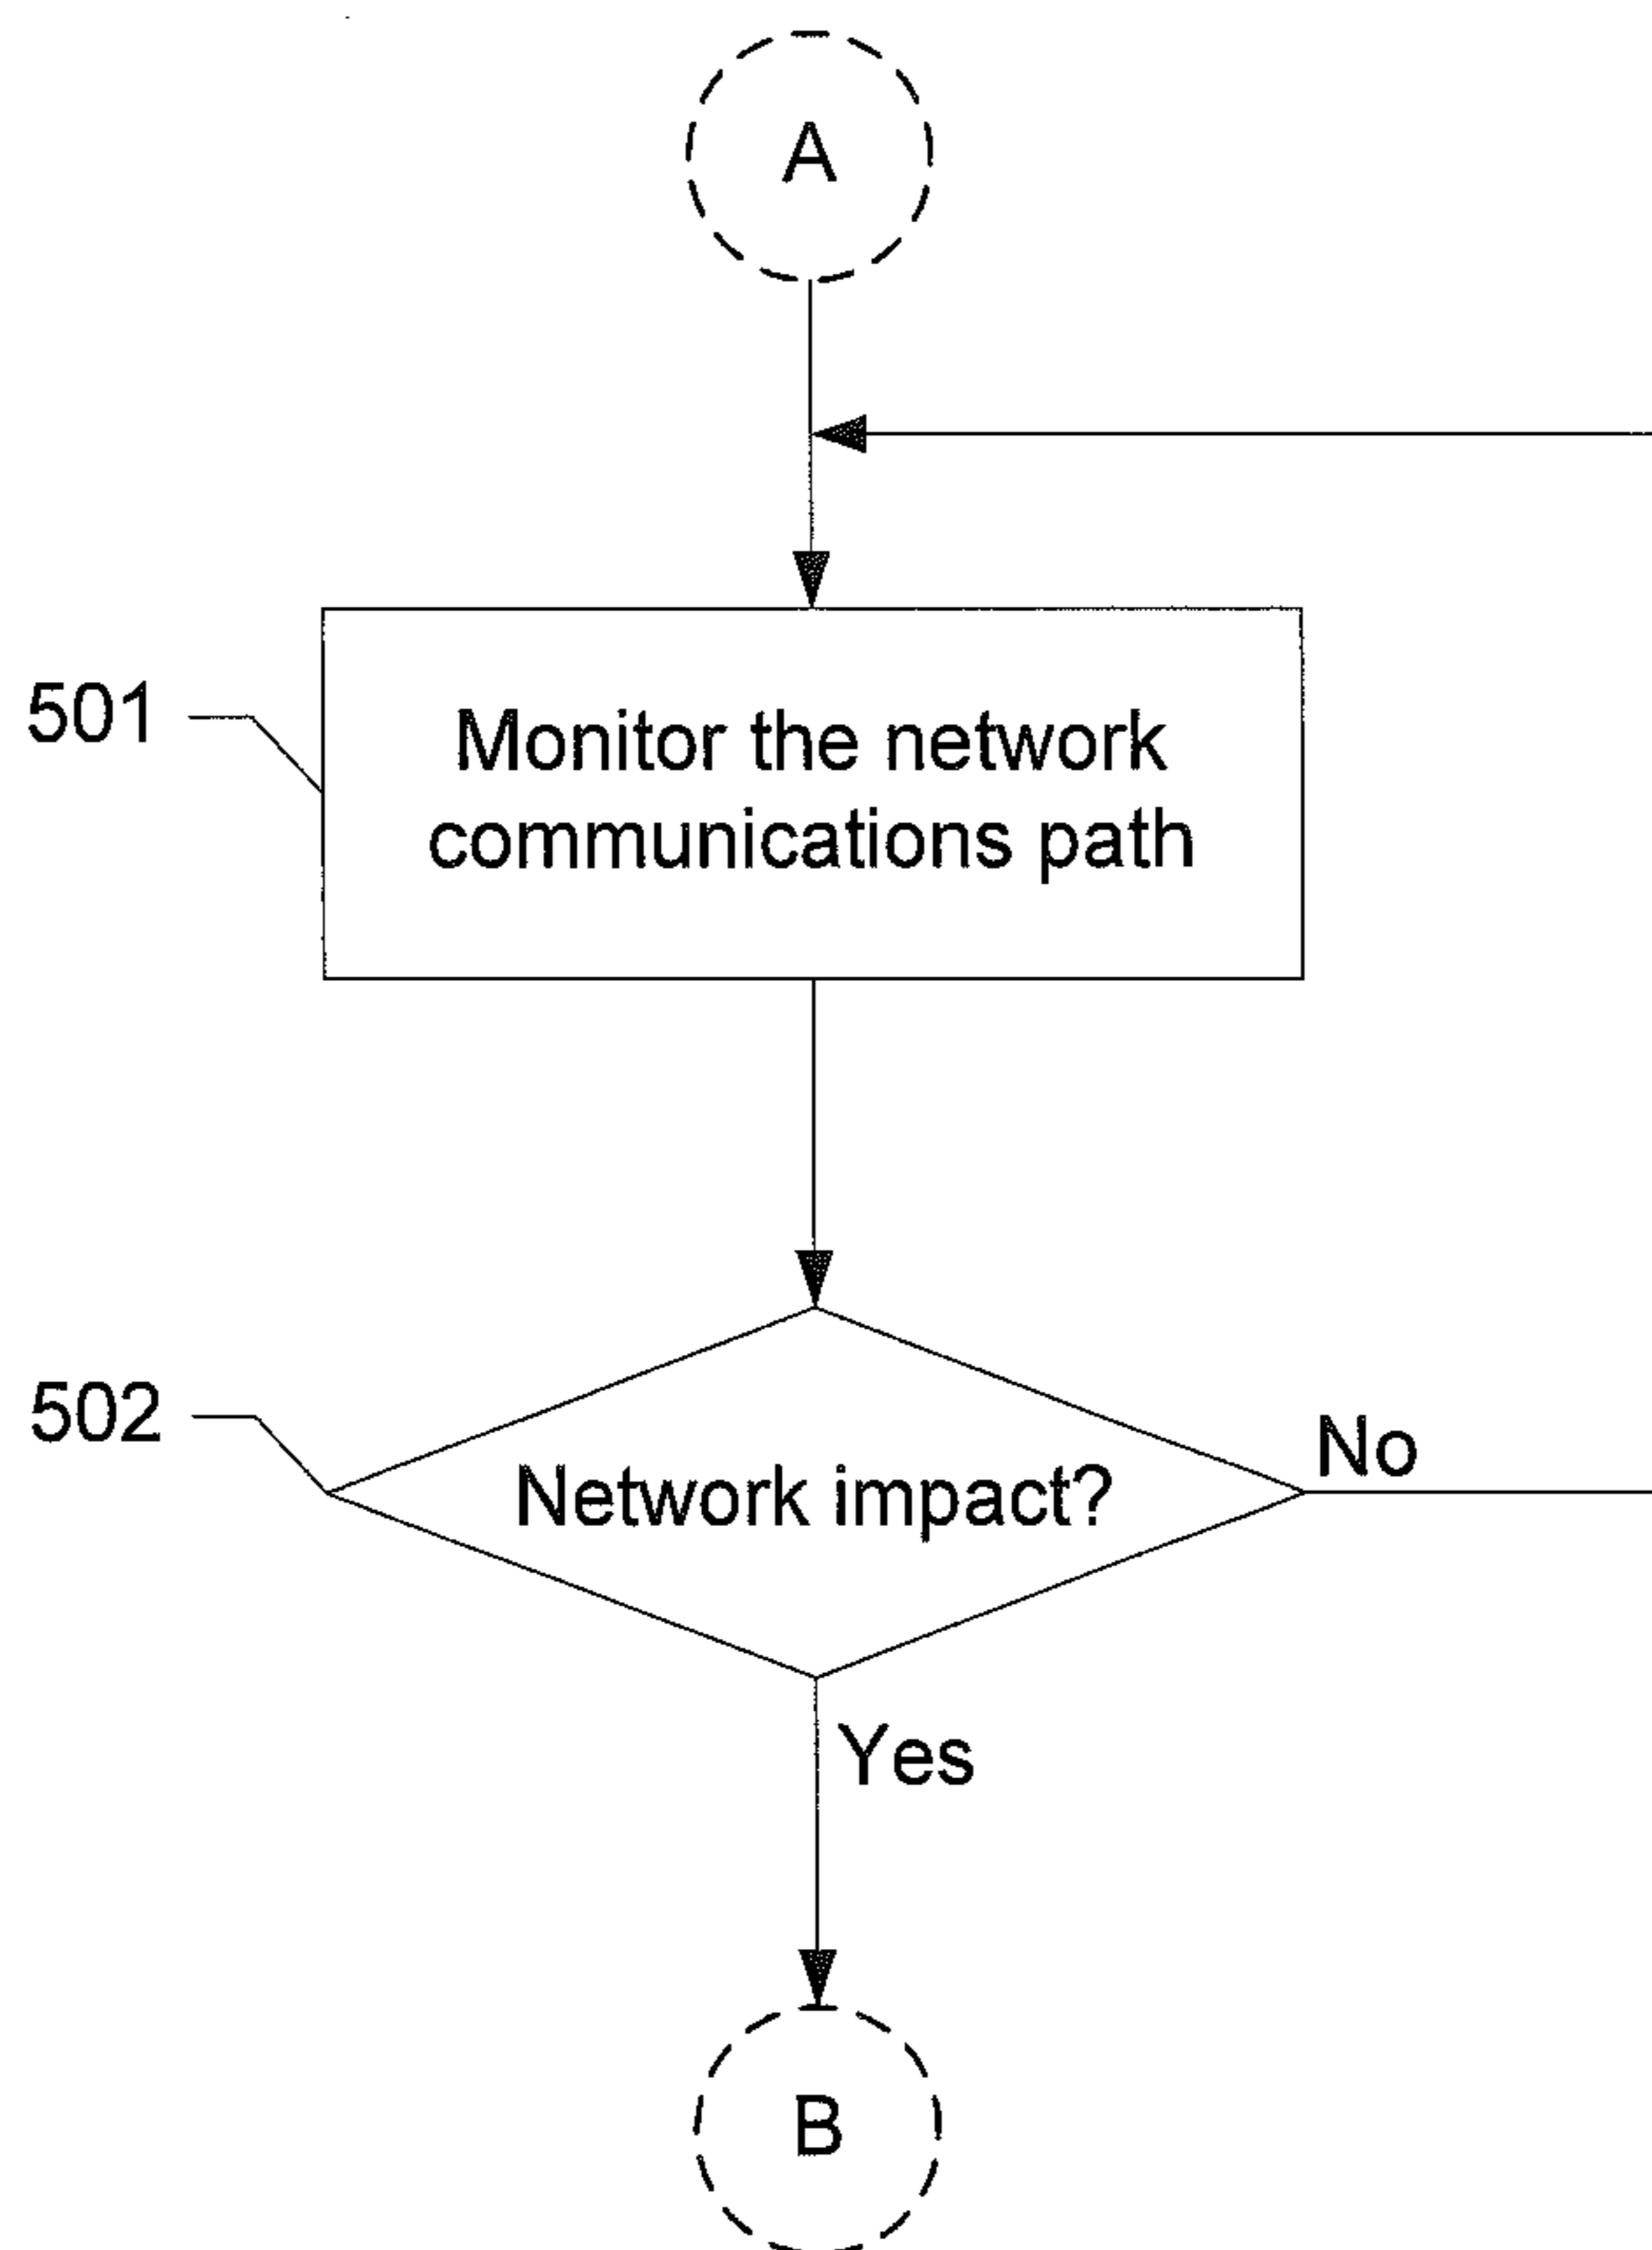 A
501
Monitor the network
communications path
502
Network impact?
No
Yes
B